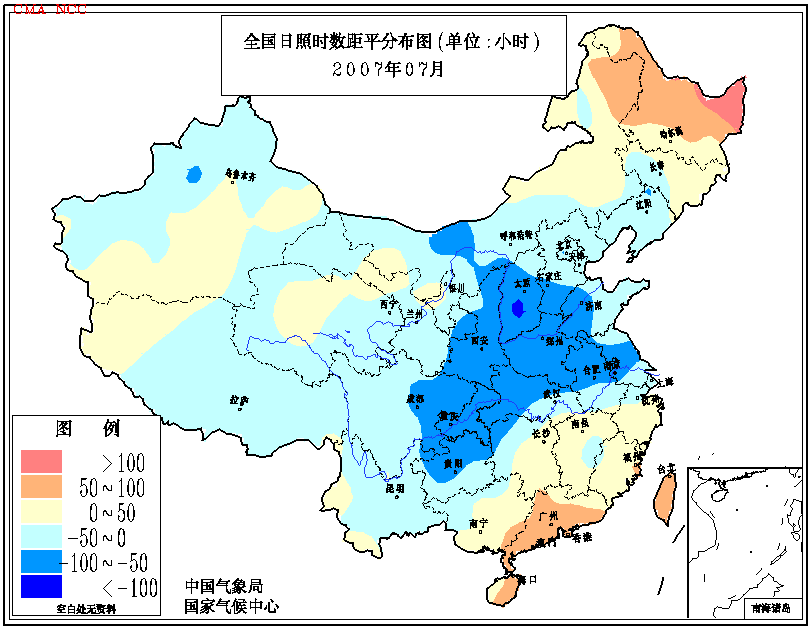 CMA NCC
全国日照时数距平分布图(单位:小时)
2007年07月
哈尔滨
长春
乌鲁木齐
沈阳
呼和浩特
北京
天津
银川
太原
石家庄
西宁
兰州
济南
西安
郑州
合肥
南京
上海
拉萨
成都
重庆
武汉
杭州
长沙
南昌
贵阳
福州
昆明
台北
南宁
广州
澳门
香港
海口
图 例
>100
50~100
0~50
-50~0
-100~-50
<-100
空白处无资料
中国气象局
国家气候中心
南海诸岛